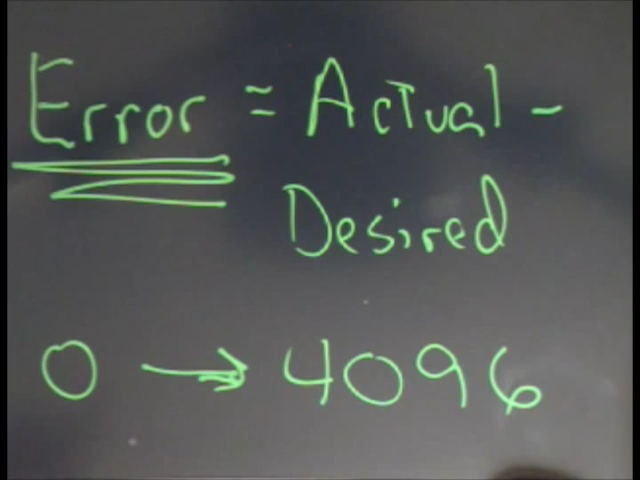 Error = Actual -
Desired
0 → 4096